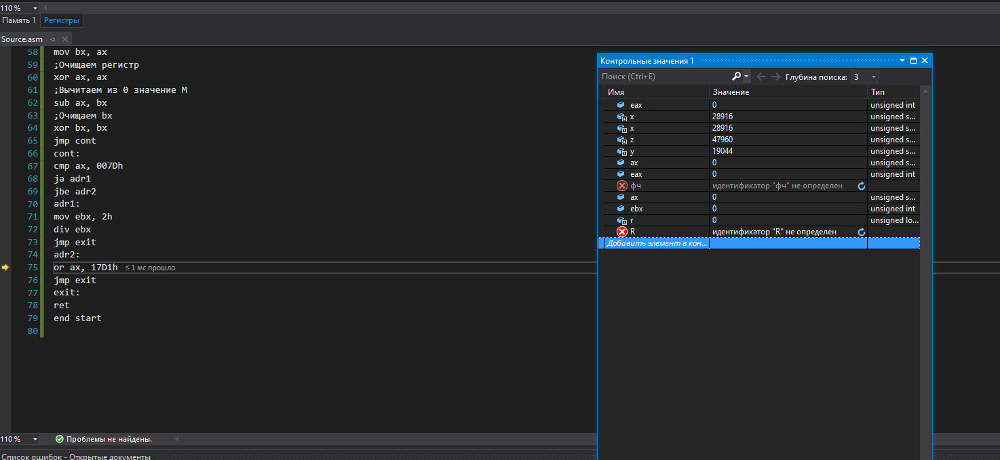 110 %
Память 1 Регистры
Source.asm
58 mov bx, ax
59 ;Очищаем регистр
60 xor ax, ax
61 ;Вычитаем из 0 значение М
62 sub ax, bx
63 ;Очищаем bx
64 xor bx, bx
65 jmp cont
66 cont:
67 cmp ax, 007Dh
68 ja adr1
69 jbe adr2
70 adr1:
71 mov ebx, 2h
72 div ebx
73 jmp exit
74 adr2:
75 or ax, 17D1h ≤ 1 мс прошло
76 jmp exit
77 exit:
78 ret
79 end start
80
110 % Проблемы не найдены.
Список ошибок - Открытые документы
Контрольные значения 1
Поиск (Ctrl+E) Глубина поиска: 3
Имя Значение Тип
eax 0 unsigned int
x 28916 unsigned s...
x 28916 unsigned s...
z 47960 unsigned s...
y 19044 unsigned s...
ax 0 unsigned s...
eax 0 unsigned int
фч идентификатор "фч" не определен
ax 0 unsigned s...
ebx 0 unsigned int
r 0 unsigned lo...
R идентификатор "R" не определен
Добавить элемент в кон...